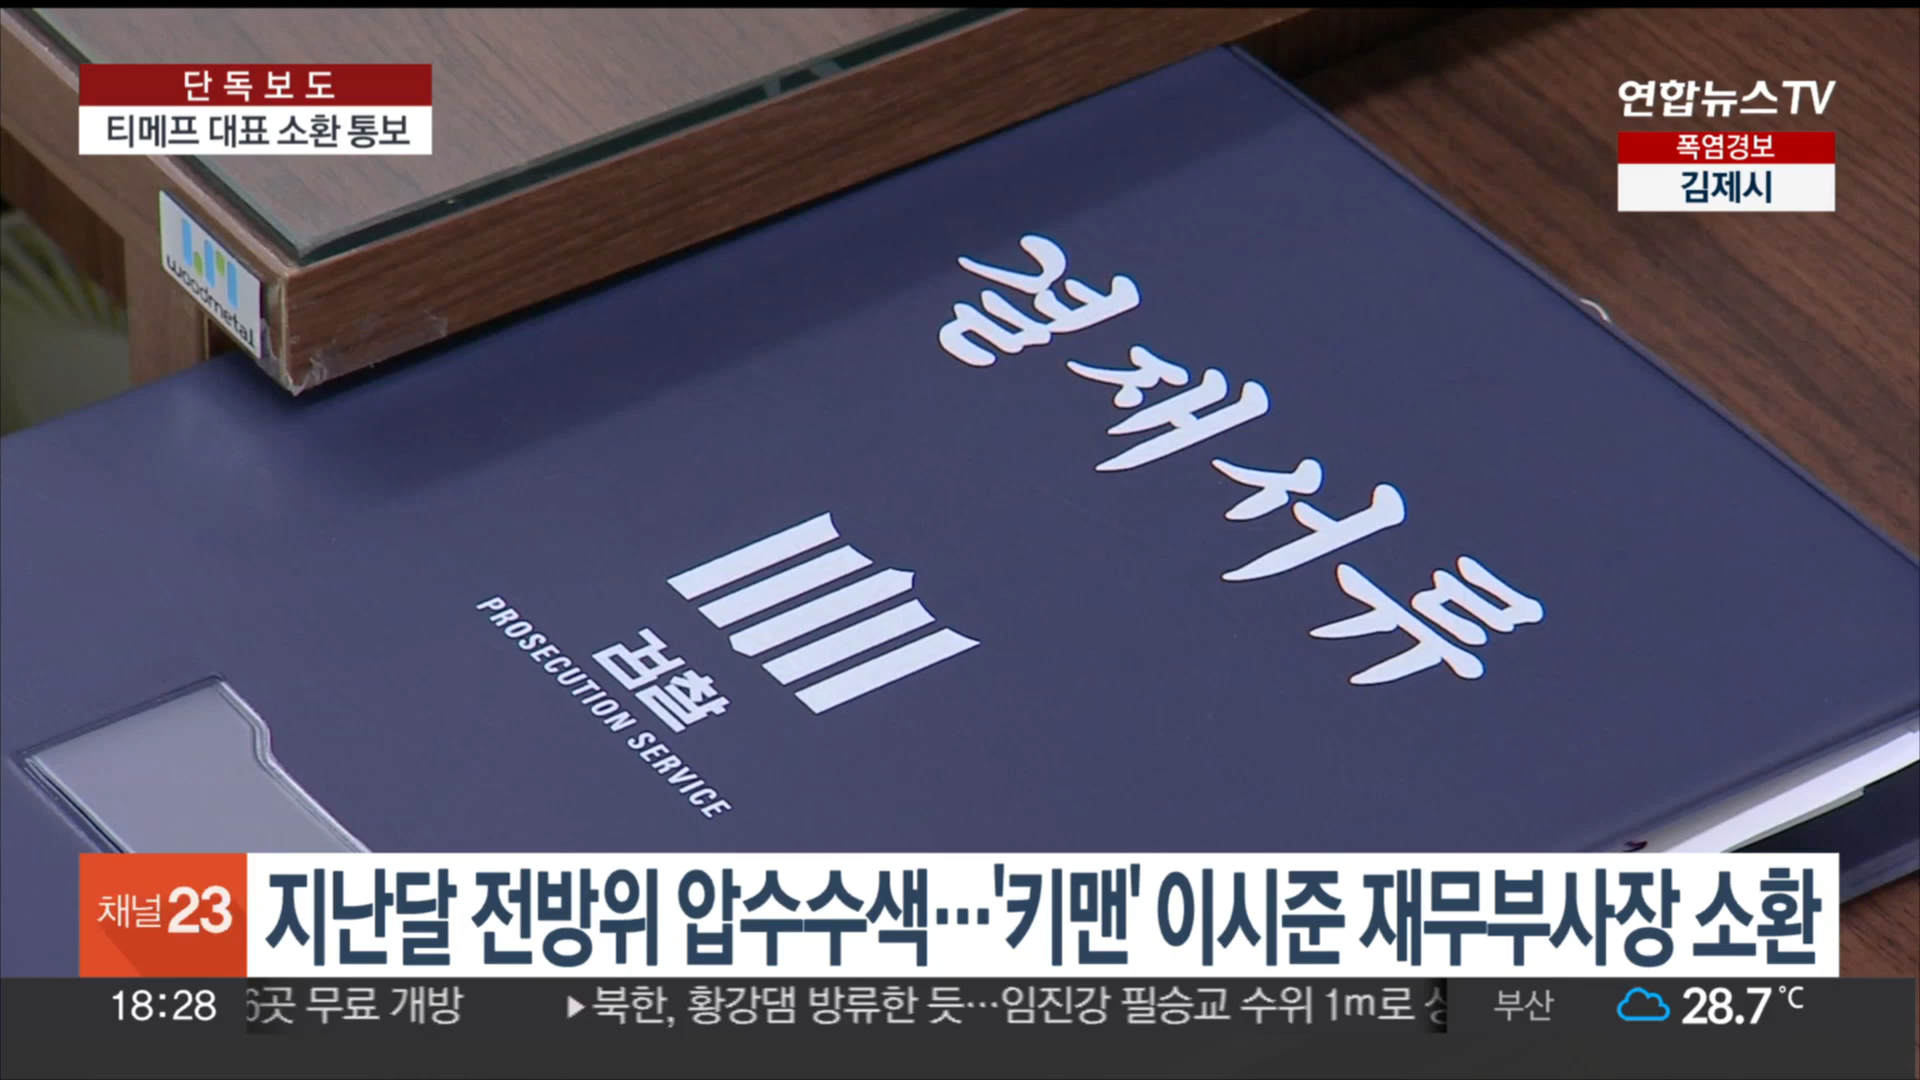 단독보도
티메프 대표 소환 통보
연합뉴스TV
폭염경보
김제시
woodmetal
결재서류
검찰
PROSECUTION SERVICE
채널23
지난달 전방위 압수수색…'키맨' 이시준 재무부사장 소환
18:28
6곳 무료 개방 ▶북한, 황강댐 방류한 듯…임진강 필승교 수위 1m로
부산
28.7℃